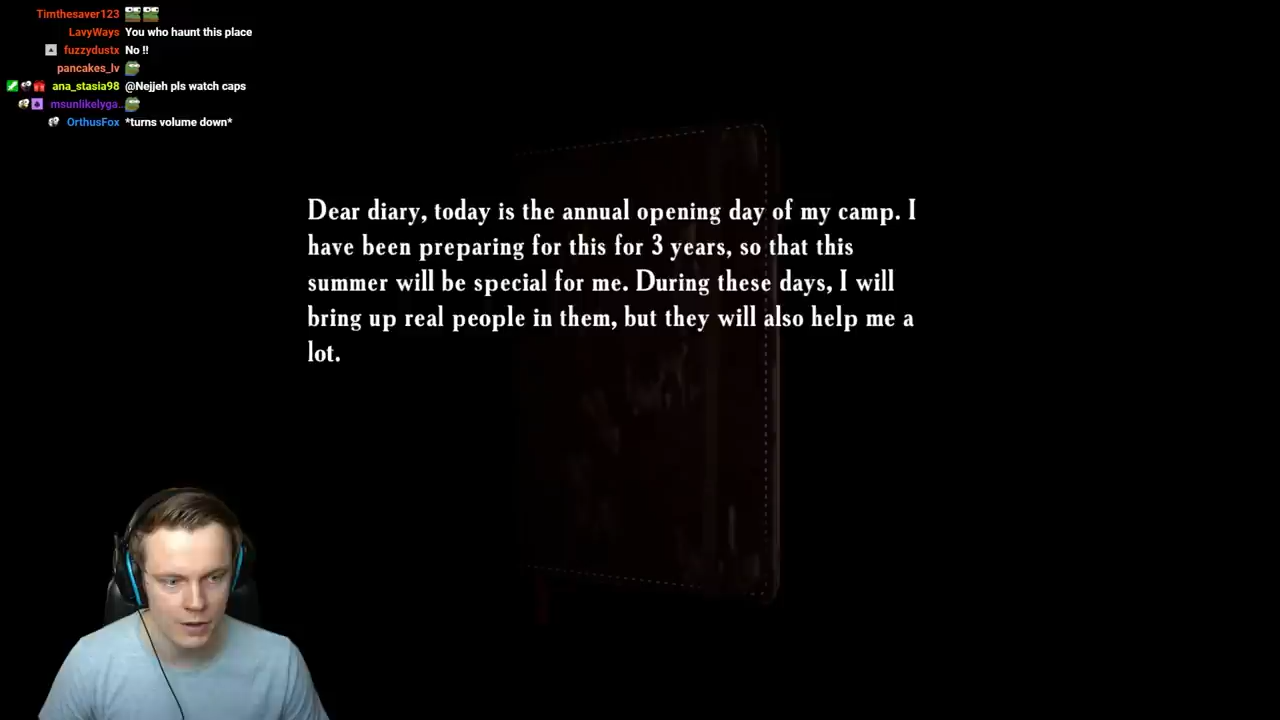 Timthesaver123
LavyWays You who haunt this place
fuzzydustx No !!
pancakes_lv
ana_stasia98 @Nejjeh pls watch caps
msunlikelyga..
OrthusFox *turns volume down*
Dear diary, today is the annual opening day of my camp. I
have been preparing for this for 3 years, so that this
summer will be special for me. During these days, I will
bring up real people in them, but they will also help me a
lot.